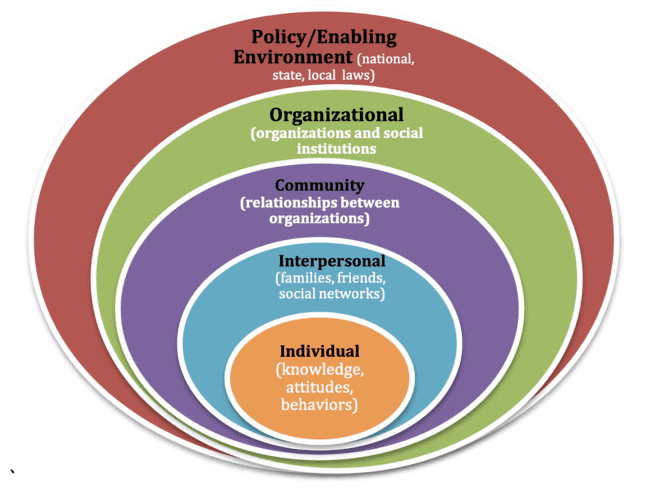 Policy/Enabling
Environment (national,
state, local laws)
Organizational
(organizations and social
institutions
Community
(relationships between
organizations)
Interpersonal
(families, friends,
social networks)
Individual
(knowledge,
attitudes,
behaviors)
`